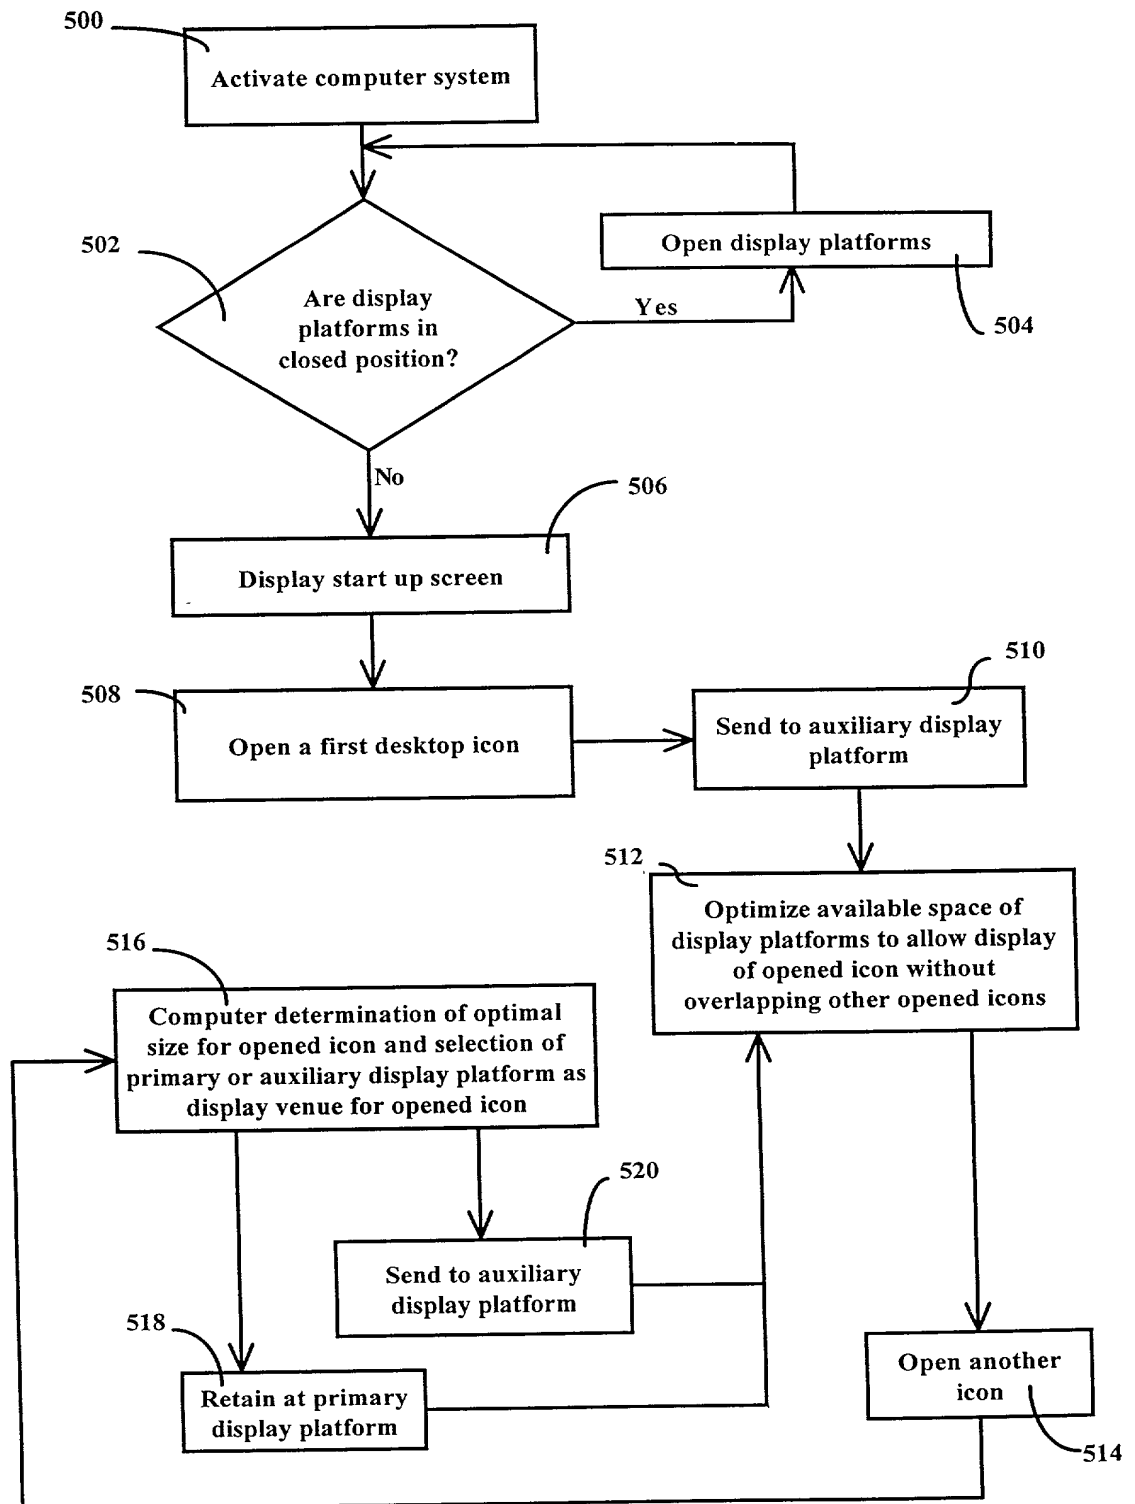 500
Activate computer system
502
Open display platforms
Are display
platforms in
closed position?
Yes
504
No
506
Display start up screen
508
Open a first desktop icon
510
Send to auxiliary display
platform
512
Optimize available space of
display platforms to allow display
of opened icon without
overlapping other opened icons
516
Computer determination of optimal
size for opened icon and selection of
primary or auxiliary display platform as
display venue for opened icon
520
Send to auxiliary
display platform
518
Retain at primary
display platform
Open another
icon
514